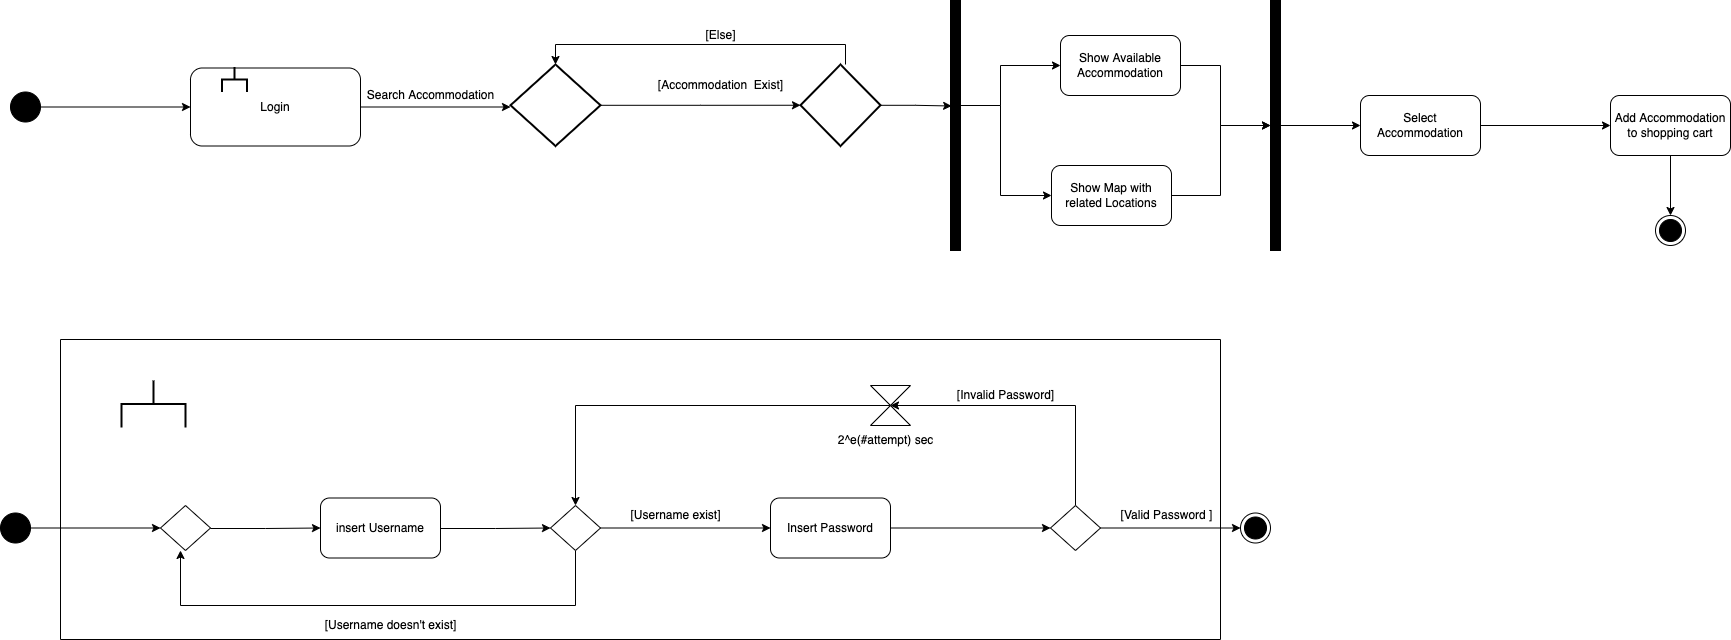 [Else]
Show Available
Accommodation
[Accommodation  Exist]
Search Accommodation
Login
Select
Accommodation
Add Accommodation
to shopping cart
Show Map with
related Locations
[Invalid Password]
2^e(#attempt) sec
insert Username
[Username exist]
Insert Password
[Valid Password ]
[Username doesn't exist]